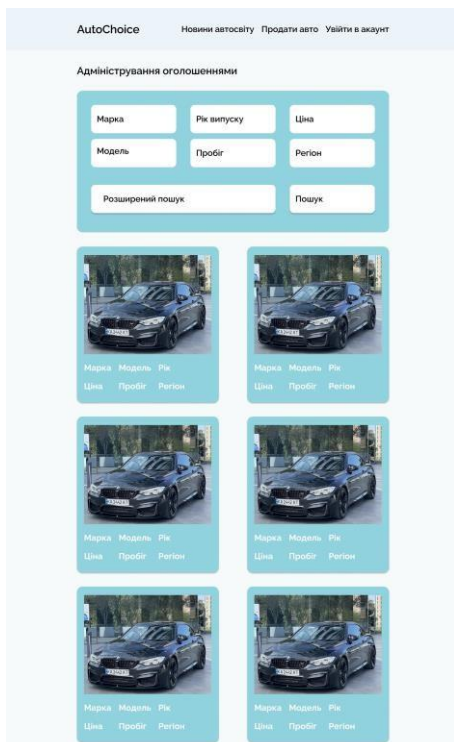 AutoChoice Новини автосвіту Продати авто Увійти в акаунт
Адміністрування оголошеннями
Марка Рік випуску Ціна
Модель Пробіг Регіон
Розширений пошук Пошук
Марка Модель Рік
Ціна Пробіг Регіон
Марка Модель Рік
Ціна Пробіг Регіон
Марка Модель Рік
Ціна Пробіг Регіон
Марка Модель Рік
Ціна Пробіг Регіон
Марка Модель Рік
Ціна Пробіг Регіон
Марка Модель Рік
Ціна Пробіг Регіон